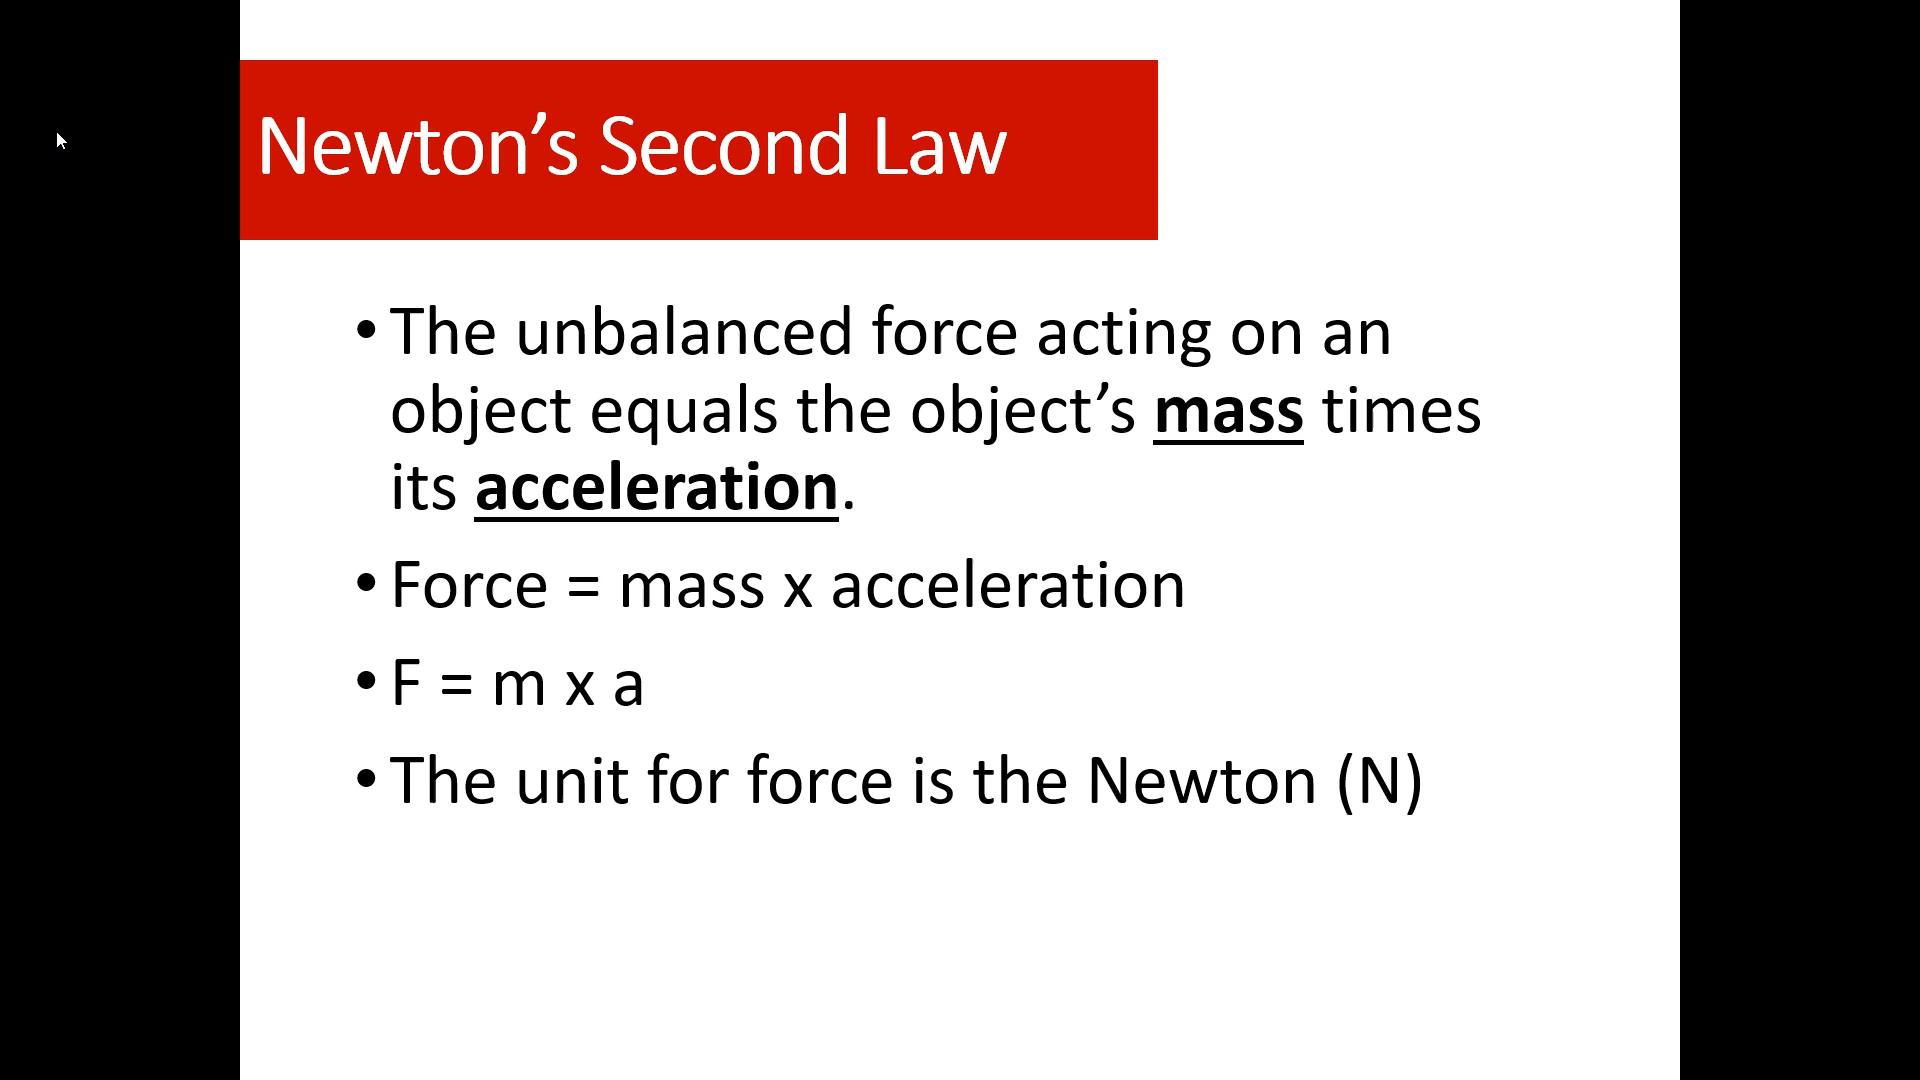 Newton’s Second Law
•The unbalanced force acting on an
object equals the object’s mass times
its acceleration.
•Force = mass x acceleration
•F = m x a
•The unit for force is the Newton (N)